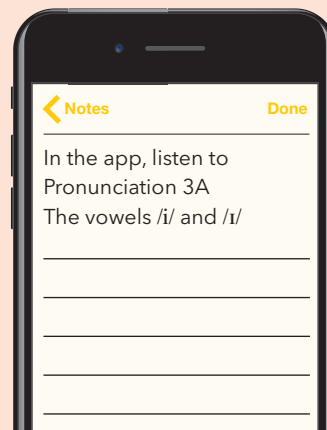 Notes Done
In the app, listen to
Pronunciation 3A
The vowels /i/ and /ɪ/